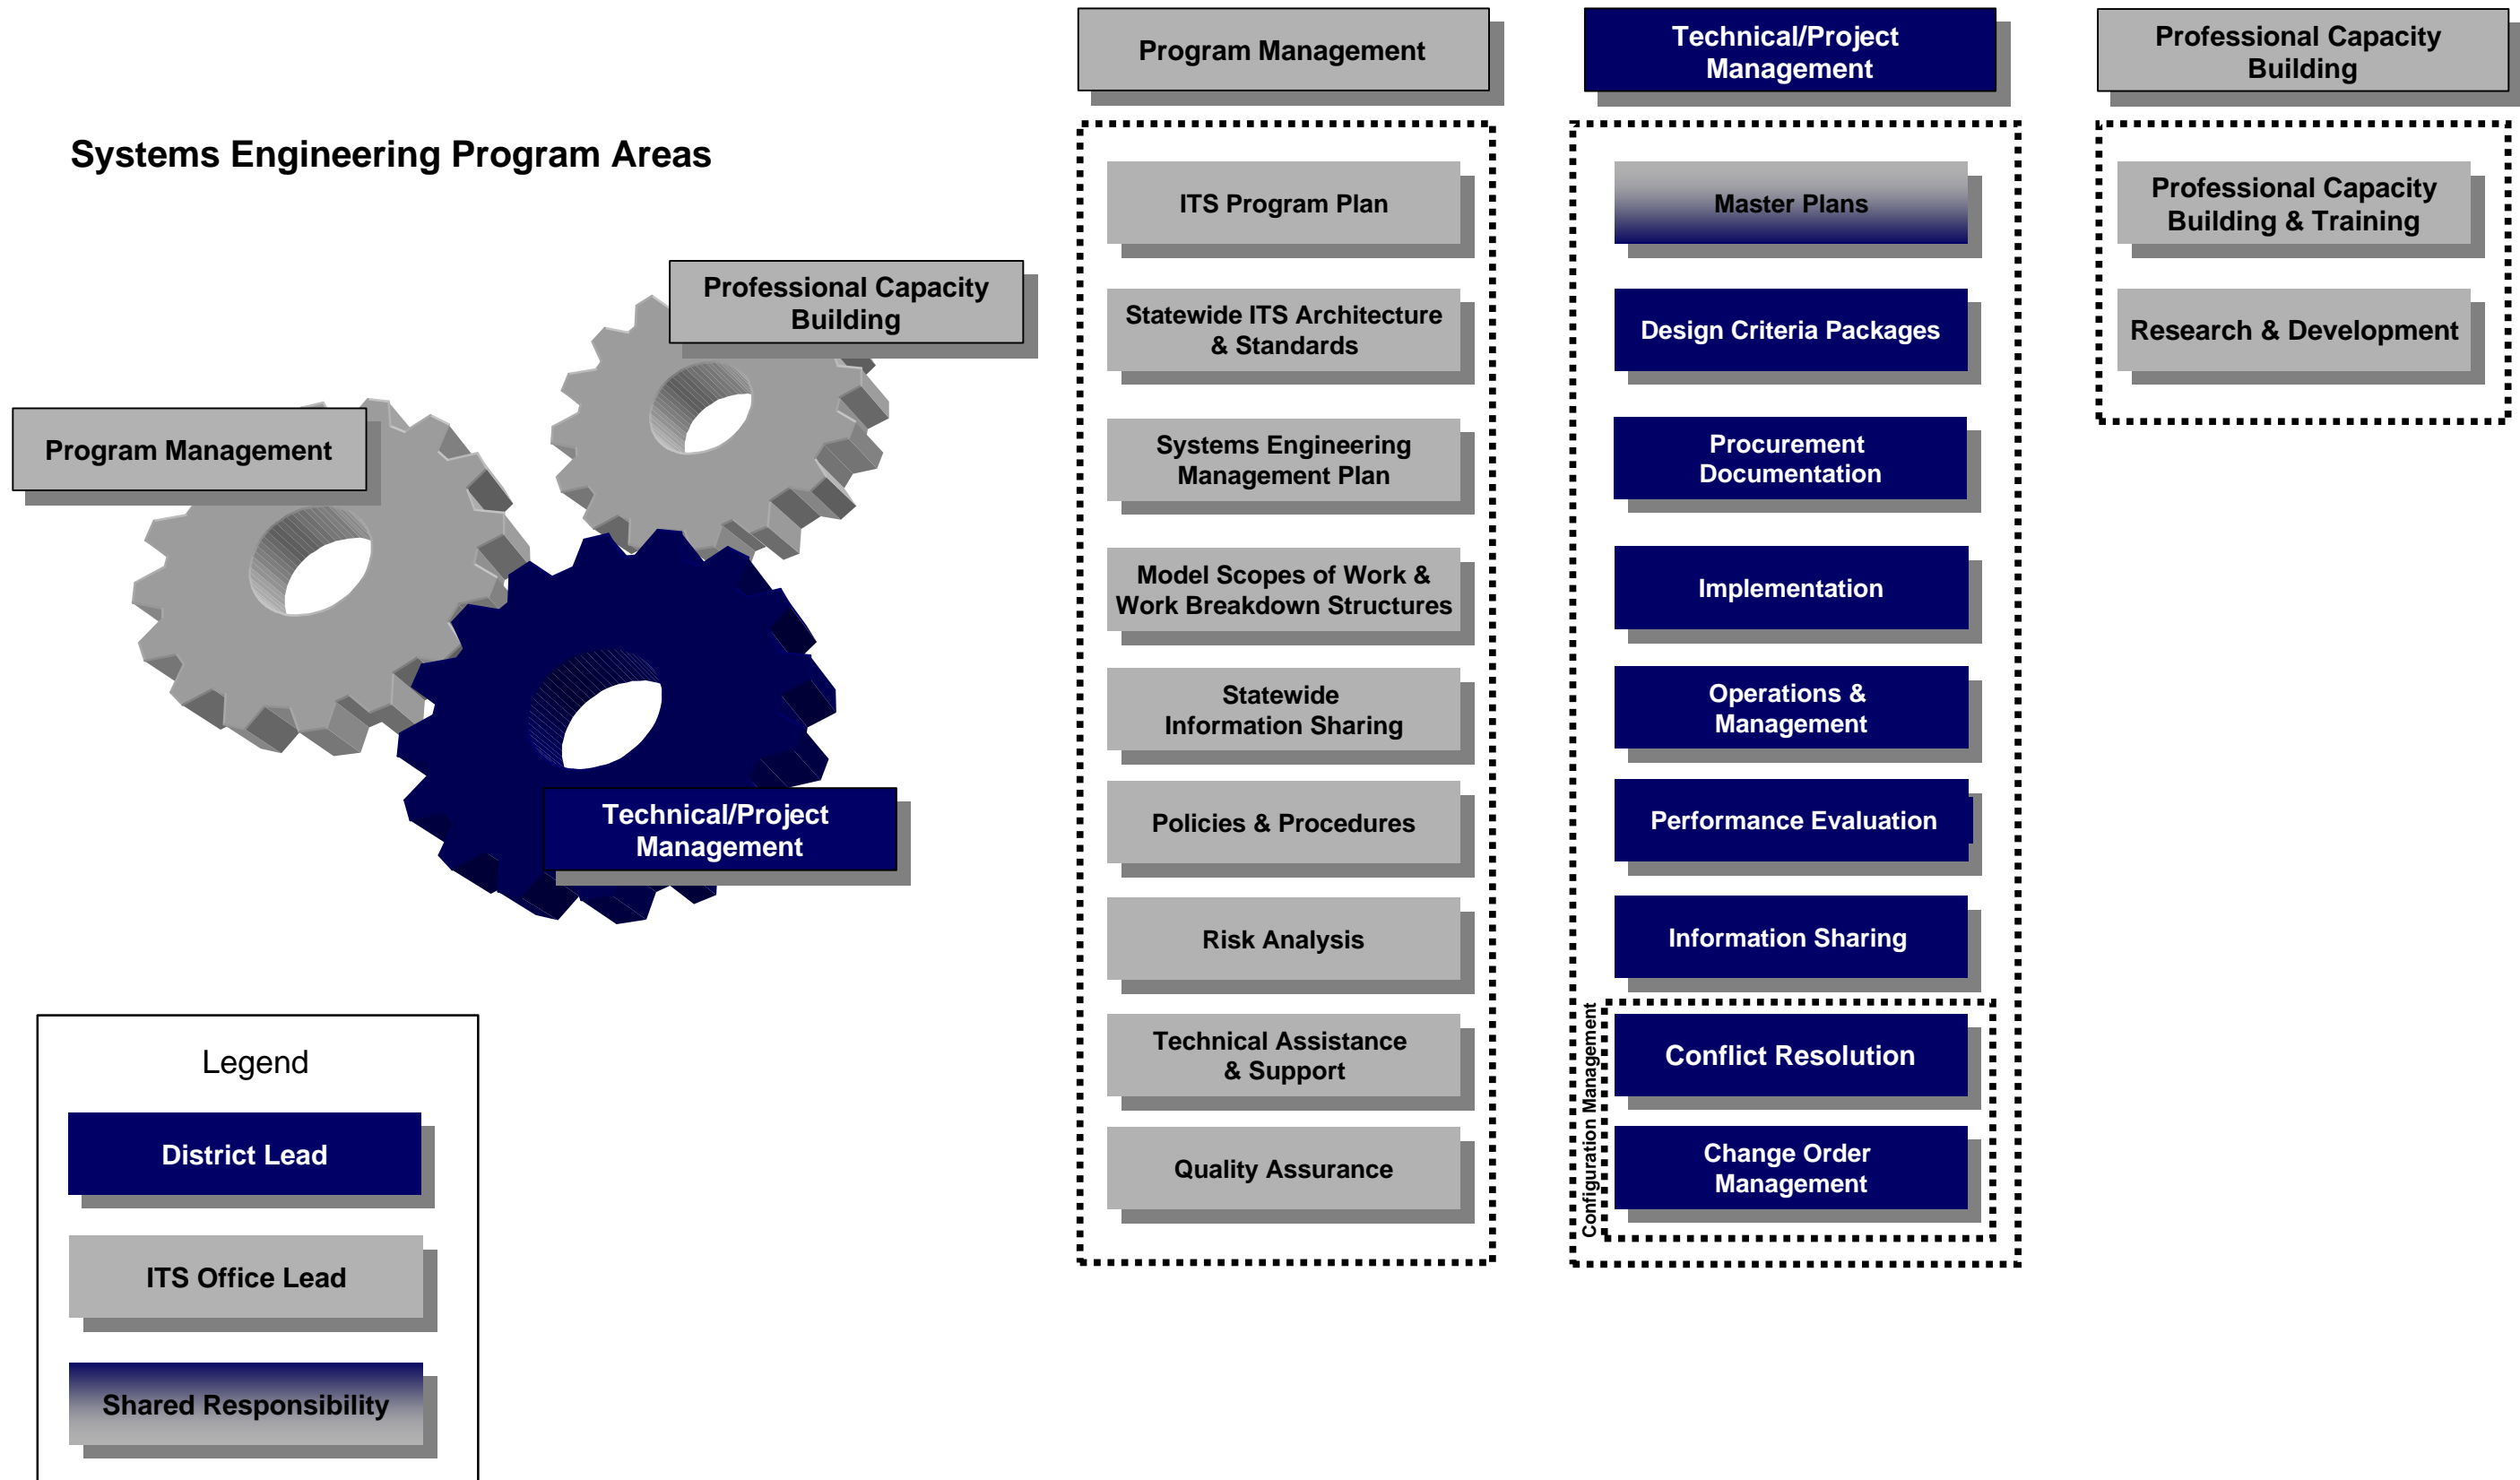 Systems Engineering Program Areas
Professional Capacity
Building
Program Management
Technical/Project
Management
Legend
District Lead
ITS Office Lead
Shared Responsibility
Program Management
ITS Program Plan
Statewide ITS Architecture
& Standards
Systems Engineering
Management Plan
Model Scopes of Work &
Work Breakdown Structures
Statewide
Information Sharing
Policies & Procedures
Risk Analysis
Technical Assistance
& Support
Quality Assurance
Technical/Project
Management
Master Plans
Design Criteria Packages
Procurement
Documentation
Implementation
Operations &
Management
Performance Evaluation
Information Sharing
Configuration Management
Conflict Resolution
Change Order
Management
Professional Capacity
Building
Professional Capacity
Building & Training
Research & Development